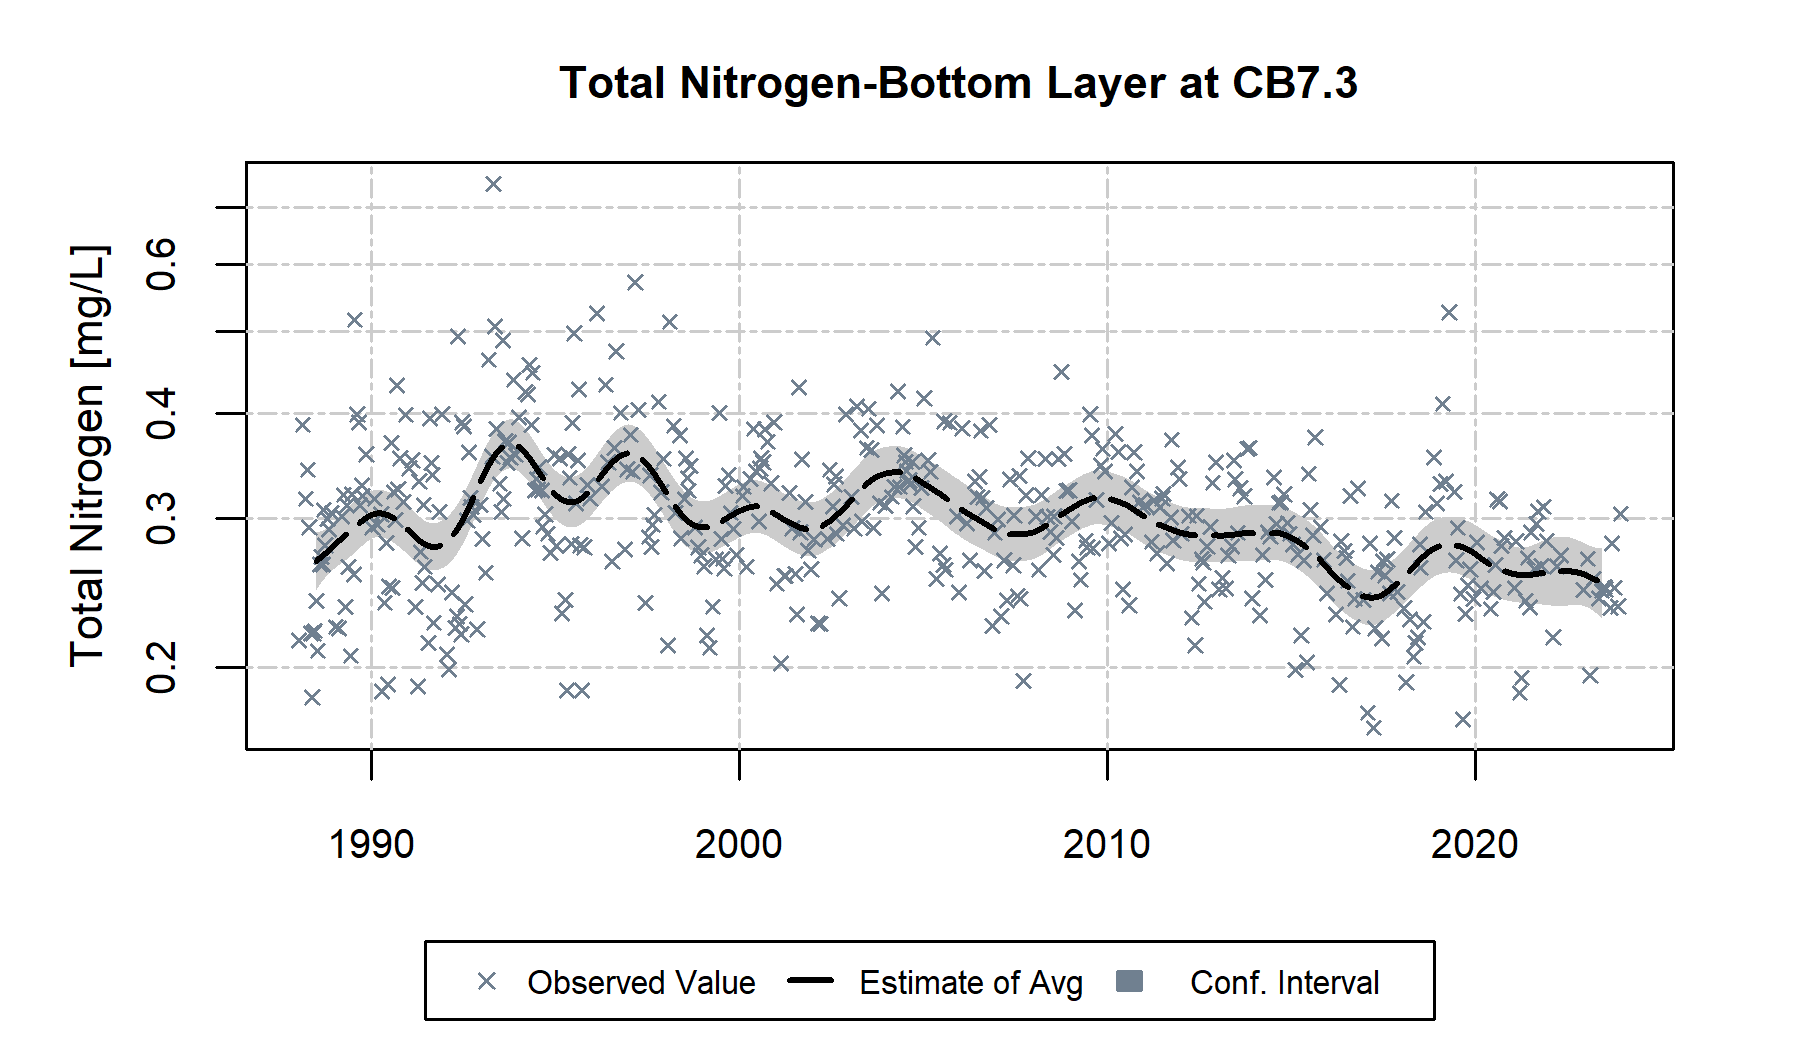 Total Nitrogen-Bottom Layer at CB7.3
Total Nitrogen [mg/L]
0.6
0.4
0.3
0.2
1990 2000 2010 2020
Observed Value Estimate of Avg Conf. Interval